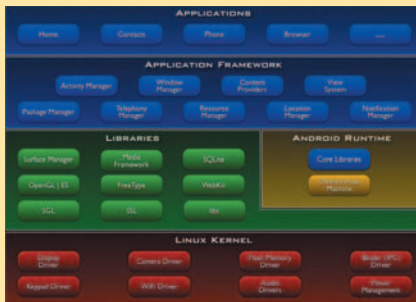 APPLICATIONS
Home Contacts Phone Browser ...
APPLICATION FRAMEWORK
Activity Manager Window Manager Content Providers View System
Package Manager Telephony Manager Resource Manager Location Manager Notification Manager
LIBRARIES
Surface Manager Media Framework SQLite
OpenGL | ES FreeType WebKit
SGL SSL libc
ANDROID RUNTIME
Core Libraries
Machine
LINUX KERNEL
Display Driver Camera Driver Flash Memory Driver Binder (IPC) Driver
Keypad Driver WiFi Driver Audio Drivers Power Management